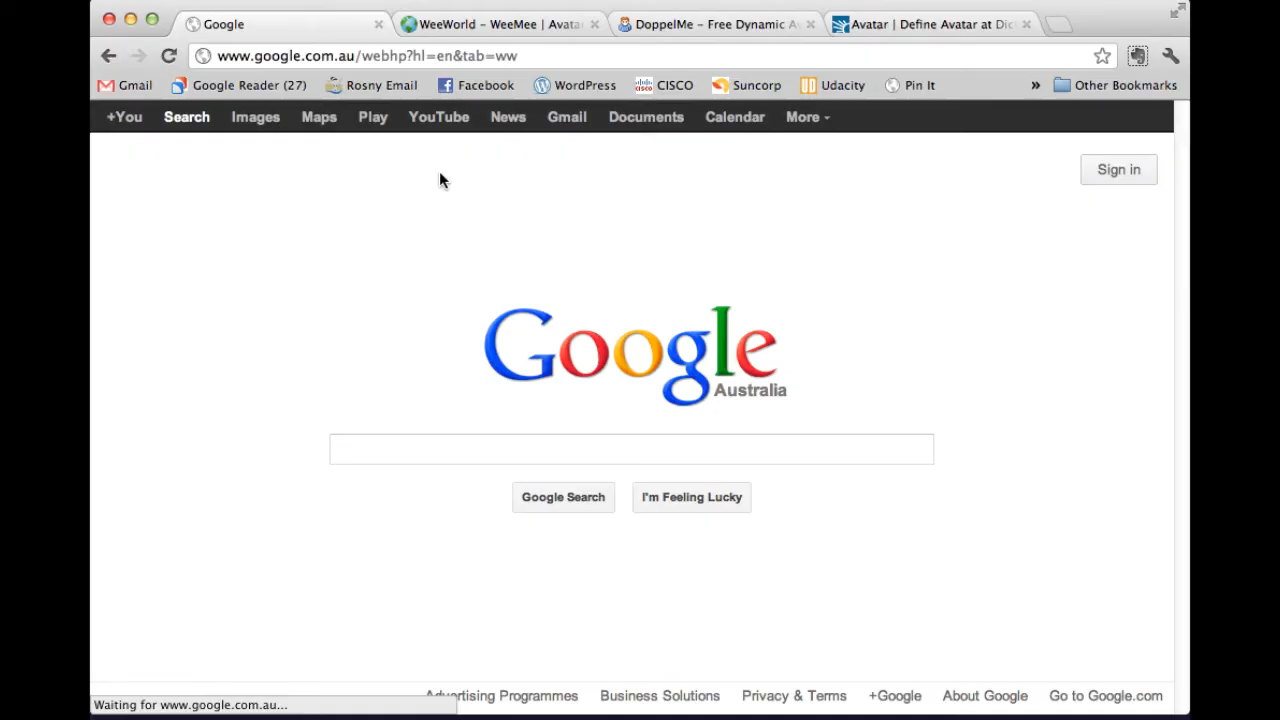 Google
WeeWorld – WeeMee | Avata
DoppelMe – Free Dynamic A
Avatar | Define Avatar at Dic
www.google.com.au/webhp?hl=en&tab=ww
Gmail Google Reader (27) Rosny Email Facebook WordPress CISCO Suncorp Udacity Pin It » Other Bookmarks
+You Search Images Maps Play YouTube News Gmail Documents Calendar More
Sign in
Google
Australia
Google Search I'm Feeling Lucky
Waiting for www.google.com.au...
Advertising Programmes Business Solutions Privacy & Terms +Google About Google Go to Google.com